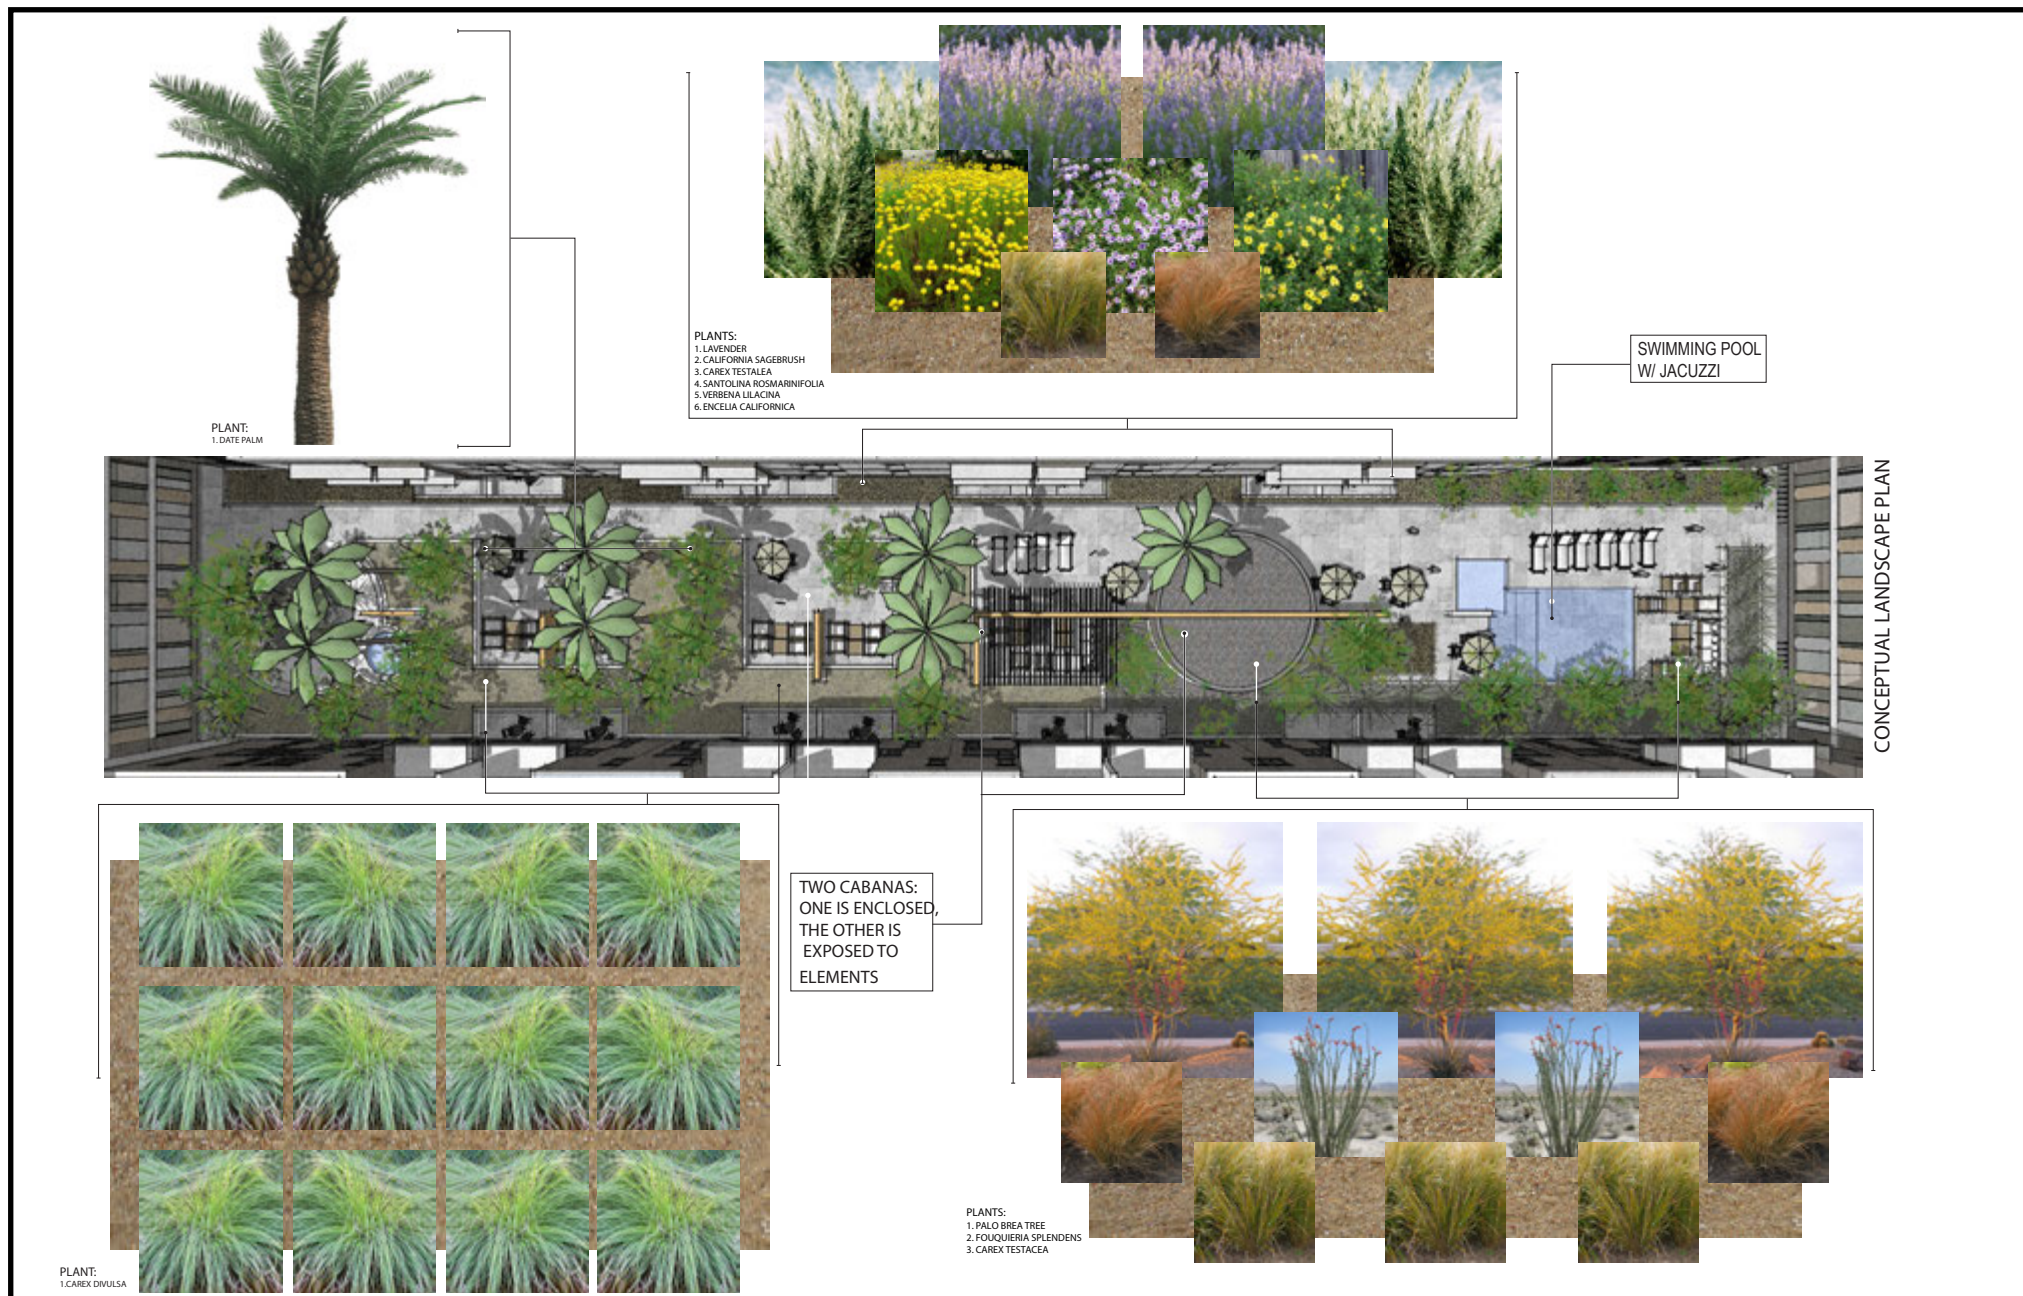 PLANT:
1. DATE PALM
PLANTS:
1. LAVENDER
2. CALIFORNIA SAGEBRUSH
3. CAREX TESTALEA
4. SANTOLINA ROSMARINIFOLIA
5. VERBENA LILACINA
6. ENCELIA CALIFORNICA
SWIMMING POOL
W/ JACUZZI
CONCEPTUAL LANDSCAPE PLAN
TWO CABANAS:
ONE IS ENCLOSED,
THE OTHER IS
EXPOSED TO
ELEMENTS
PLANT:
1.CAREX DIVULSA
PLANTS:
1. PALO BREA TREE
2. FOUQUIERIA SPLENDENS
3. CAREX TESTACEA